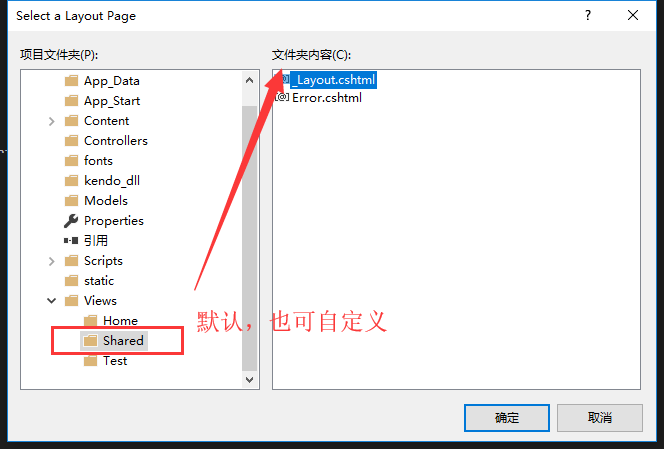 Select a Layout Page
项目文件夹(P):
文件夹内容(C):
App_Data
App_Start
Content
Controllers
fonts
kendo_dll
Models
Properties
引用
Scripts
static
Views
Home
Shared
Test
_Layout.cshtml
Error.cshtml
默认，也可自定义
确定
取消